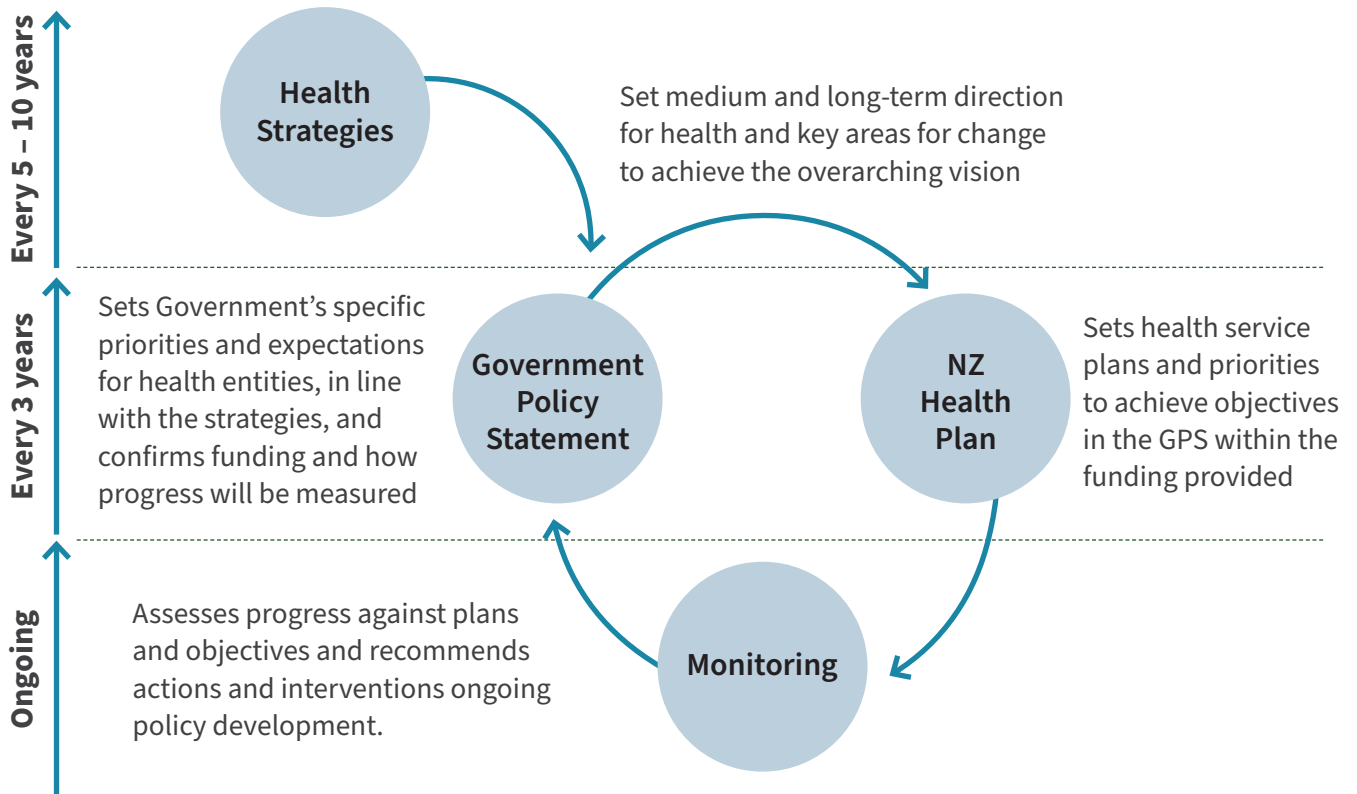 Every 5 – 10 years
Health
Strategies
Set medium and long-term direction
for health and key areas for change
to achieve the overarching vision
Every 3 years
Sets Government’s specific
priorities and expectations
for health entities, in line
with the strategies, and
confirms funding and how
progress will be measured
Government
Policy
Statement
NZ
Health
Plan
Sets health service
plans and priorities
to achieve objectives
in the GPS within the
funding provided
Ongoing
Assesses progress against plans
and objectives and recommends
actions and interventions ongoing
policy development.
Monitoring